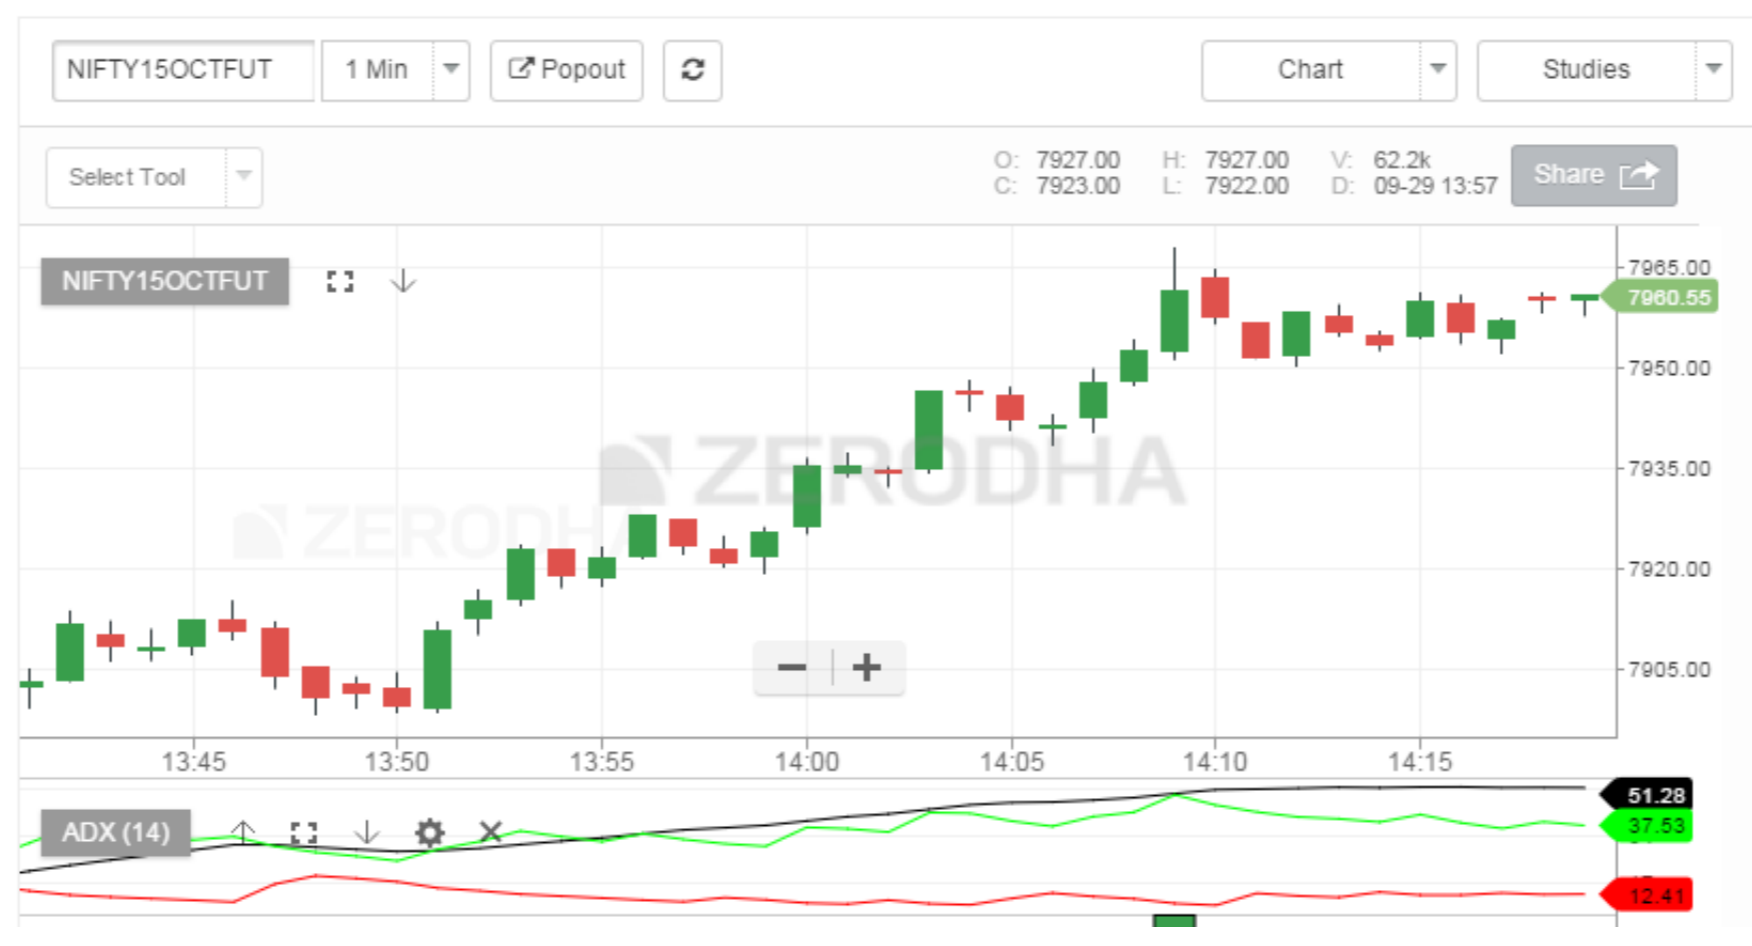 NIFTY15OCTFUT 1 Min Popout Chart Studies
Select Tool
O: 7927.00 H: 7927.00 V: 62.2k
C: 7923.00 L: 7922.00 D: 09-29 13:57
Share
NIFTY15OCTFUT
7965.00
7960.55
7950.00
ZERODHA
7935.00
ZERODHA
7920.00
7905.00
13:45 13:50 13:55 14:00 14:05 14:10 14:15
ADX (14)
51.28
37.53
12.41